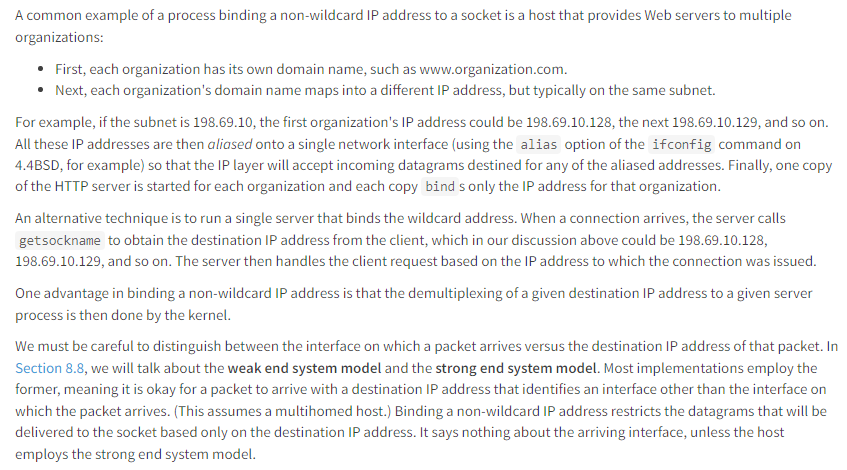 A common example of a process binding a non-wildcard IP address to a socket is a host that provides Web servers to multiple
organizations:
• First, each organization has its own domain name, such as www.organization.com.
• Next, each organization's domain name maps into a different IP address, but typically on the same subnet.
For example, if the subnet is 198.69.10, the first organization's IP address could be 198.69.10.128, the next 198.69.10.129, and so on.
All these IP addresses are then aliased onto a single network interface (using the alias option of the ifconfig command on
4.4BSD, for example) so that the IP layer will accept incoming datagrams destined for any of the aliased addresses. Finally, one copy
of the HTTP server is started for each organization and each copy bind s only the IP address for that organization.
An alternative technique is to run a single server that binds the wildcard address. When a connection arrives, the server calls
getsockname to obtain the destination IP address from the client, which in our discussion above could be 198.69.10.128,
198.69.10.129, and so on. The server then handles the client request based on the IP address to which the connection was issued.
One advantage in binding a non-wildcard IP address is that the demultiplexing of a given destination IP address to a given server
process is then done by the kernel.
We must be careful to distinguish between the interface on which a packet arrives versus the destination IP address of that packet. In
Section 8.8, we will talk about the weak end system model and the strong end system model. Most implementations employ the
former, meaning it is okay for a packet to arrive with a destination IP address that identifies an interface other than the interface on
which the packet arrives. (This assumes a multihomed host.) Binding a non-wildcard IP address restricts the datagrams that will be
delivered to the socket based only on the destination IP address. It says nothing about the arriving interface, unless the host
employs the strong end system model.